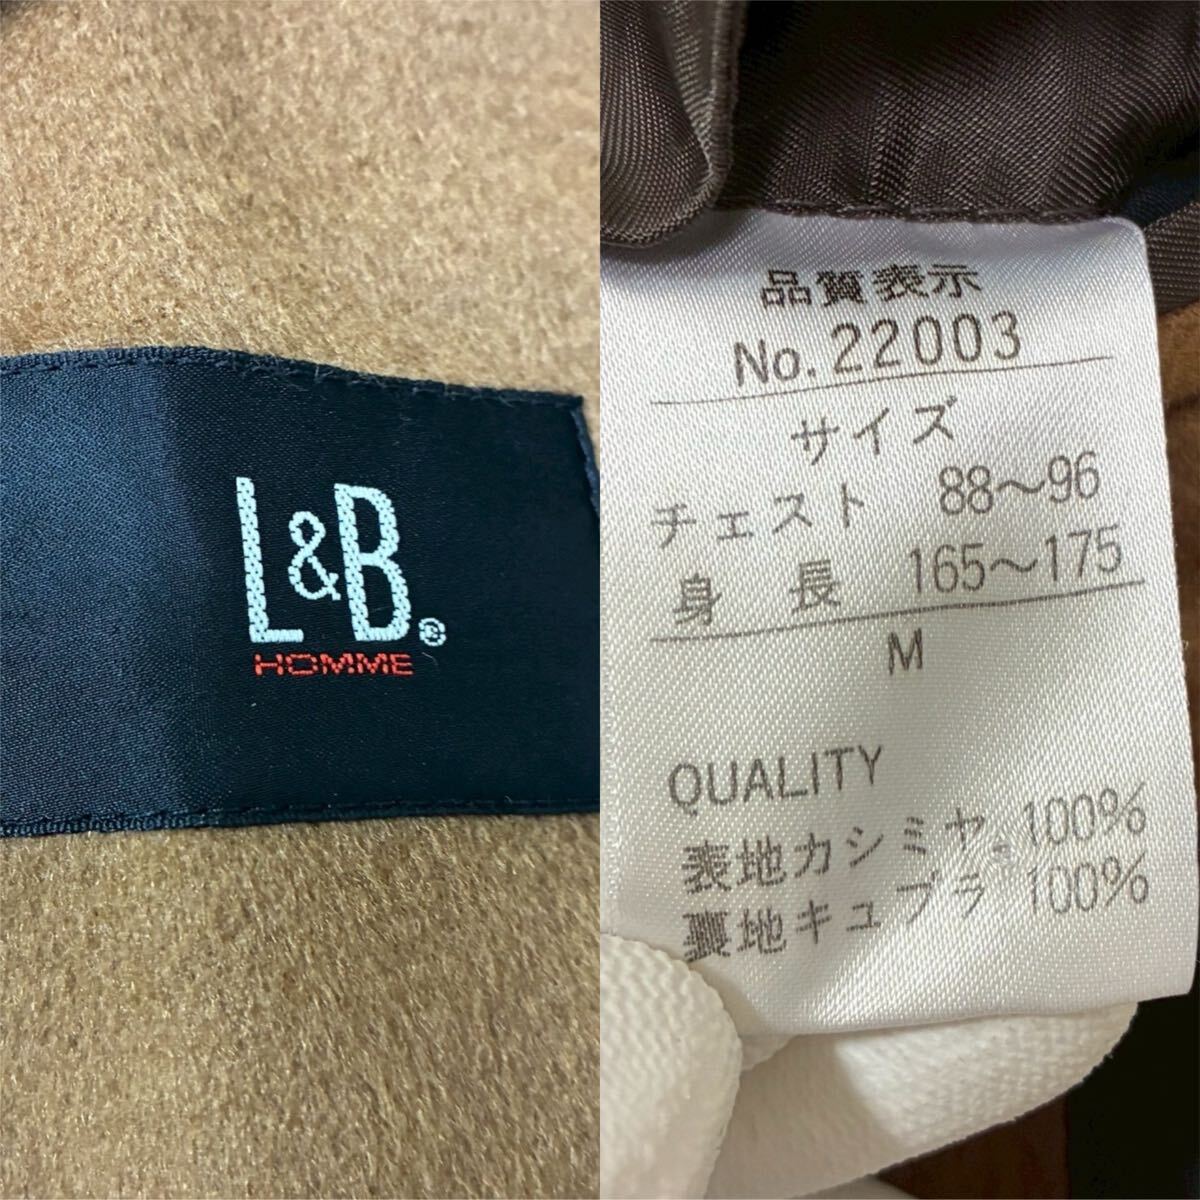 L&B®
HOMME
品質表示
No. 22003
サイズ
チェスト 88～96
身長 165～175
M
QUALITY
表地カシミヤ 100%
裏地キュプラ 100%